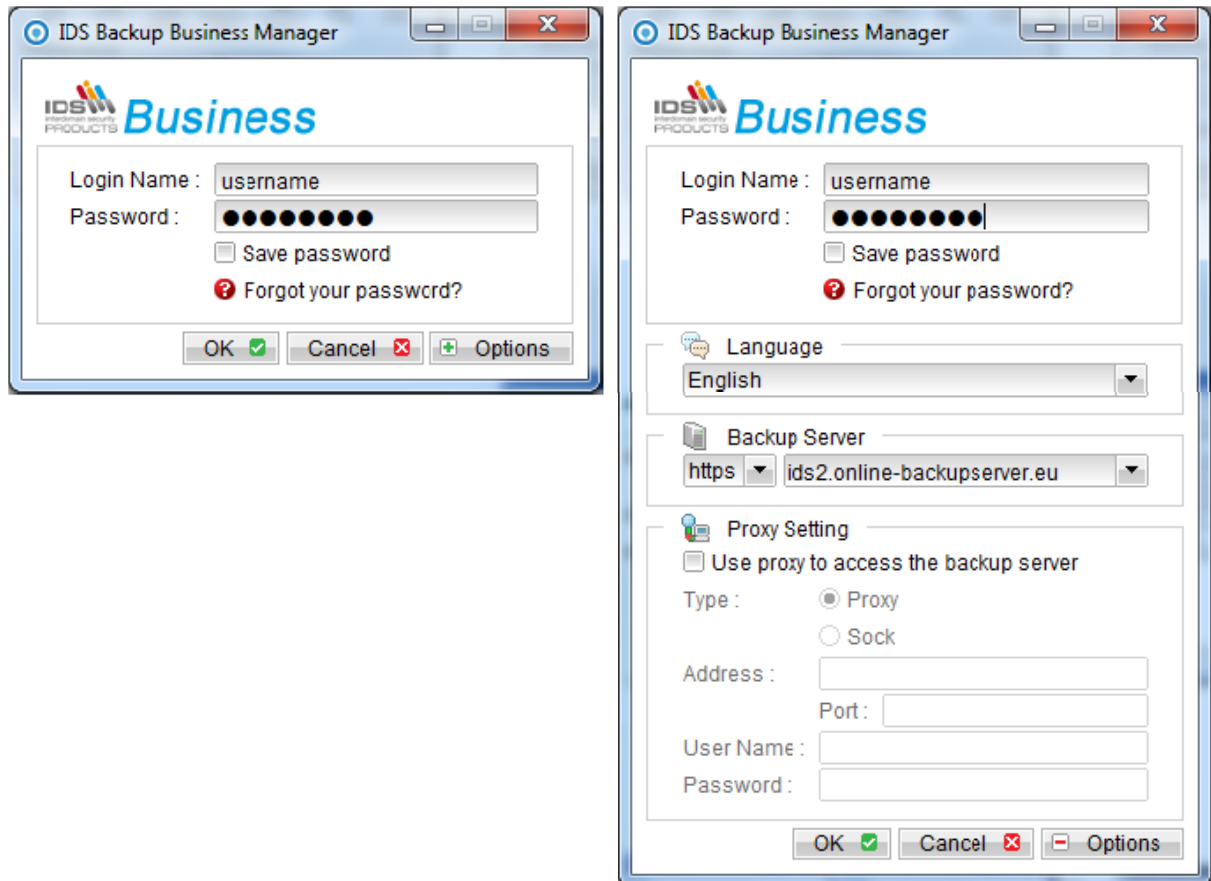 IDS Backup Business Manager
IDS
interdomain security
PRODUCTS
Business
Login Name : username
Password : ●●●●●●●●
Save password
Forgot your password?
OK Cancel Options
IDS Backup Business Manager
IDS
interdomain security
PRODUCTS
Business
Login Name : username
Password : ●●●●●●●●
Save password
Forgot your password?
Language
English
Backup Server
https ids2.online-backupserver.eu
Proxy Setting
Use proxy to access the backup server
Type : Proxy
Sock
Address :
Port :
User Name :
Password :
OK Cancel Options